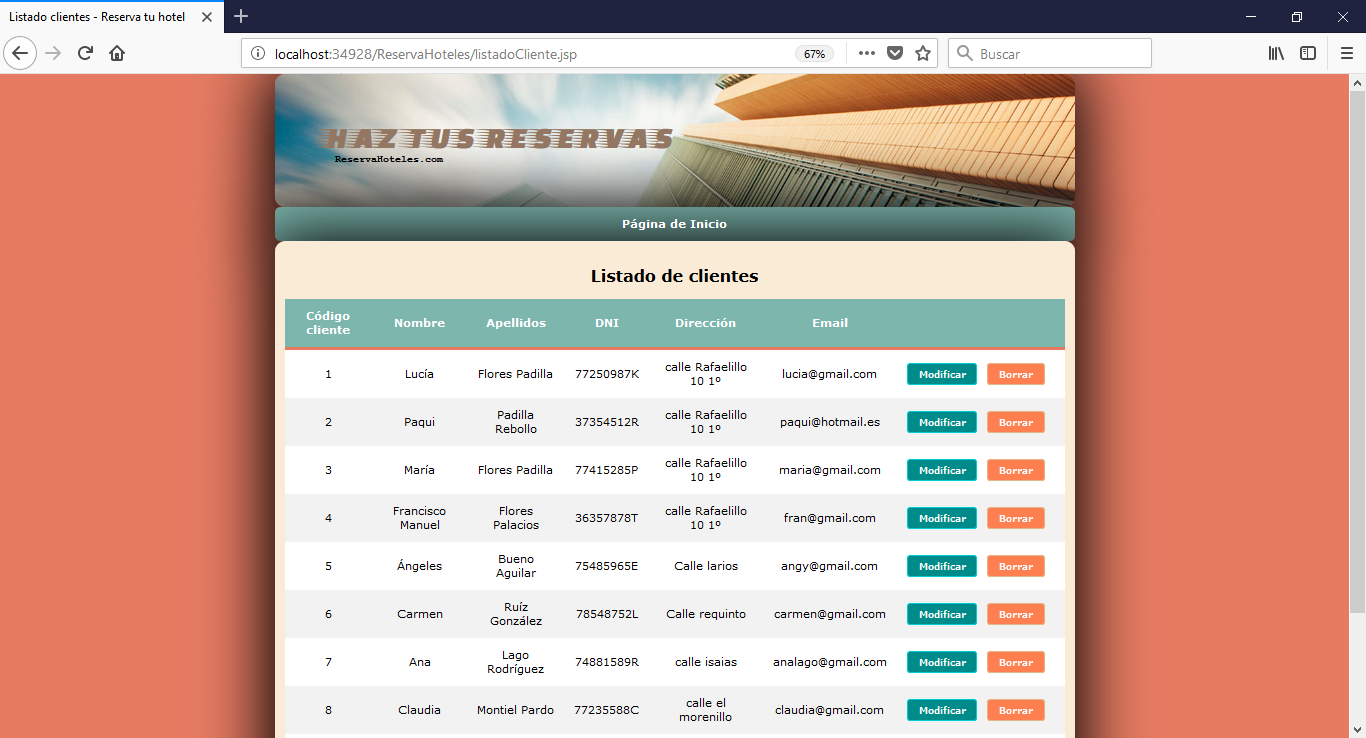 Listado clientes - Reserva tu hotel
localhost:34928/ReservaHoteles/listadoCliente.jsp
67%
Buscar
HAZ TUS RESERVAS
ReservaHoteles.com
Página de Inicio
Listado de clientes
Código cliente Nombre Apellidos DNI Dirección Email
1 Lucía Flores Padilla 77250987K calle Rafaelillo 10 1º lucia@gmail.com Modificar Borrar
2 Paqui Padilla Rebollo 37354512R calle Rafaelillo 10 1º paqui@hotmail.es Modificar Borrar
3 María Flores Padilla 77415285P calle Rafaelillo 10 1º maria@gmail.com Modificar Borrar
4 Francisco Manuel Flores Palacios 36357878T calle Rafaelillo 10 1º fran@gmail.com Modificar Borrar
5 Ángeles Bueno Aguilar 75485965E Calle larios angy@gmail.com Modificar Borrar
6 Carmen Ruíz González 78548752L Calle requinto carmen@gmail.com Modificar Borrar
7 Ana Lago Rodríguez 74881589R calle isaias analago@gmail.com Modificar Borrar
8 Claudia Montiel Pardo 77235588C calle el morenillo claudia@gmail.com Modificar Borrar